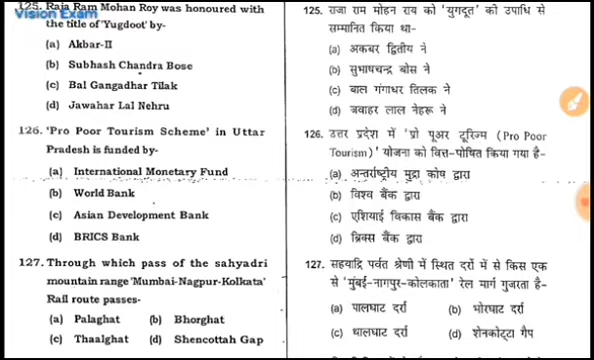 125. Raja Ram Mohan Roy was honoured with
Vision Exam
the title of 'Yugdoot' by-
(a) Akbar-II
(b) Subhash Chandra Bose
(c) Bal Gangadhar Tilak
(d) Jawahar Lal Nehru
126. 'Pro Poor Tourism Scheme' in Uttar
Pradesh is funded by-
(a) International Monetary Fund
(b) World Bank
(c) Asian Development Bank
(d) BRICS Bank
127. Through which pass of the sahyadri
mountain range 'Mumbai-Nagpur-Kolkata'
Rail route passes-
(a) Palaghat (b) Bhorghat
(c) Thaalghat (d) Shencottah Gap
125. राजा राम मोहन राय को 'युगदूत' की उपाधि से
सम्मानित किया था-
(a) अकबर द्वितीय ने
(b) सुभाषचन्द्र बोस ने
(c) बाल गंगाधर तिलक ने
(d) जवाहर लाल नेहरू ने
126. उत्तर प्रदेश में 'प्रो पूअर टूरिज्म (Pro Poor
Tourism)' योजना को वित्त-पोषित किया गया है-
(a) अन्तर्राष्ट्रीय मुद्रा कोष द्वारा
(b) विश्व बैंक द्वारा
(c) एशियाई विकास बैंक द्वारा
(d) ब्रिक्स बैंक द्वारा
127. सहयाद्रि पर्वत श्रेणी में स्थित दर्रों में से किस एक
से 'मुंबई-नागपुर-कोलकाता' रेल मार्ग गुजरता है-
(a) पालघाट दर्रा (b) भोरघाट दर्रा
(c) थालघाट दर्रा (d) शेनकोट्टा गैप